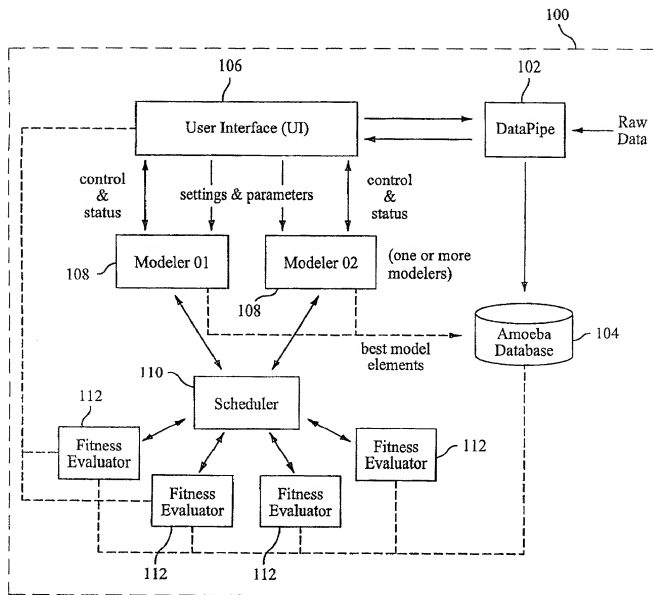 100
106
102
User Interface (UI)
DataPipe
Raw
Data
control
&
status
settings & parameters
control
&
status
Modeler 01
Modeler 02
(one or more
modelers)
108
108
best model
elements
Amoeba
Database
104
110
Scheduler
112
Fitness
Evaluator
Fitness
Evaluator
112
Fitness
Evaluator
Fitness
Evaluator
112
112